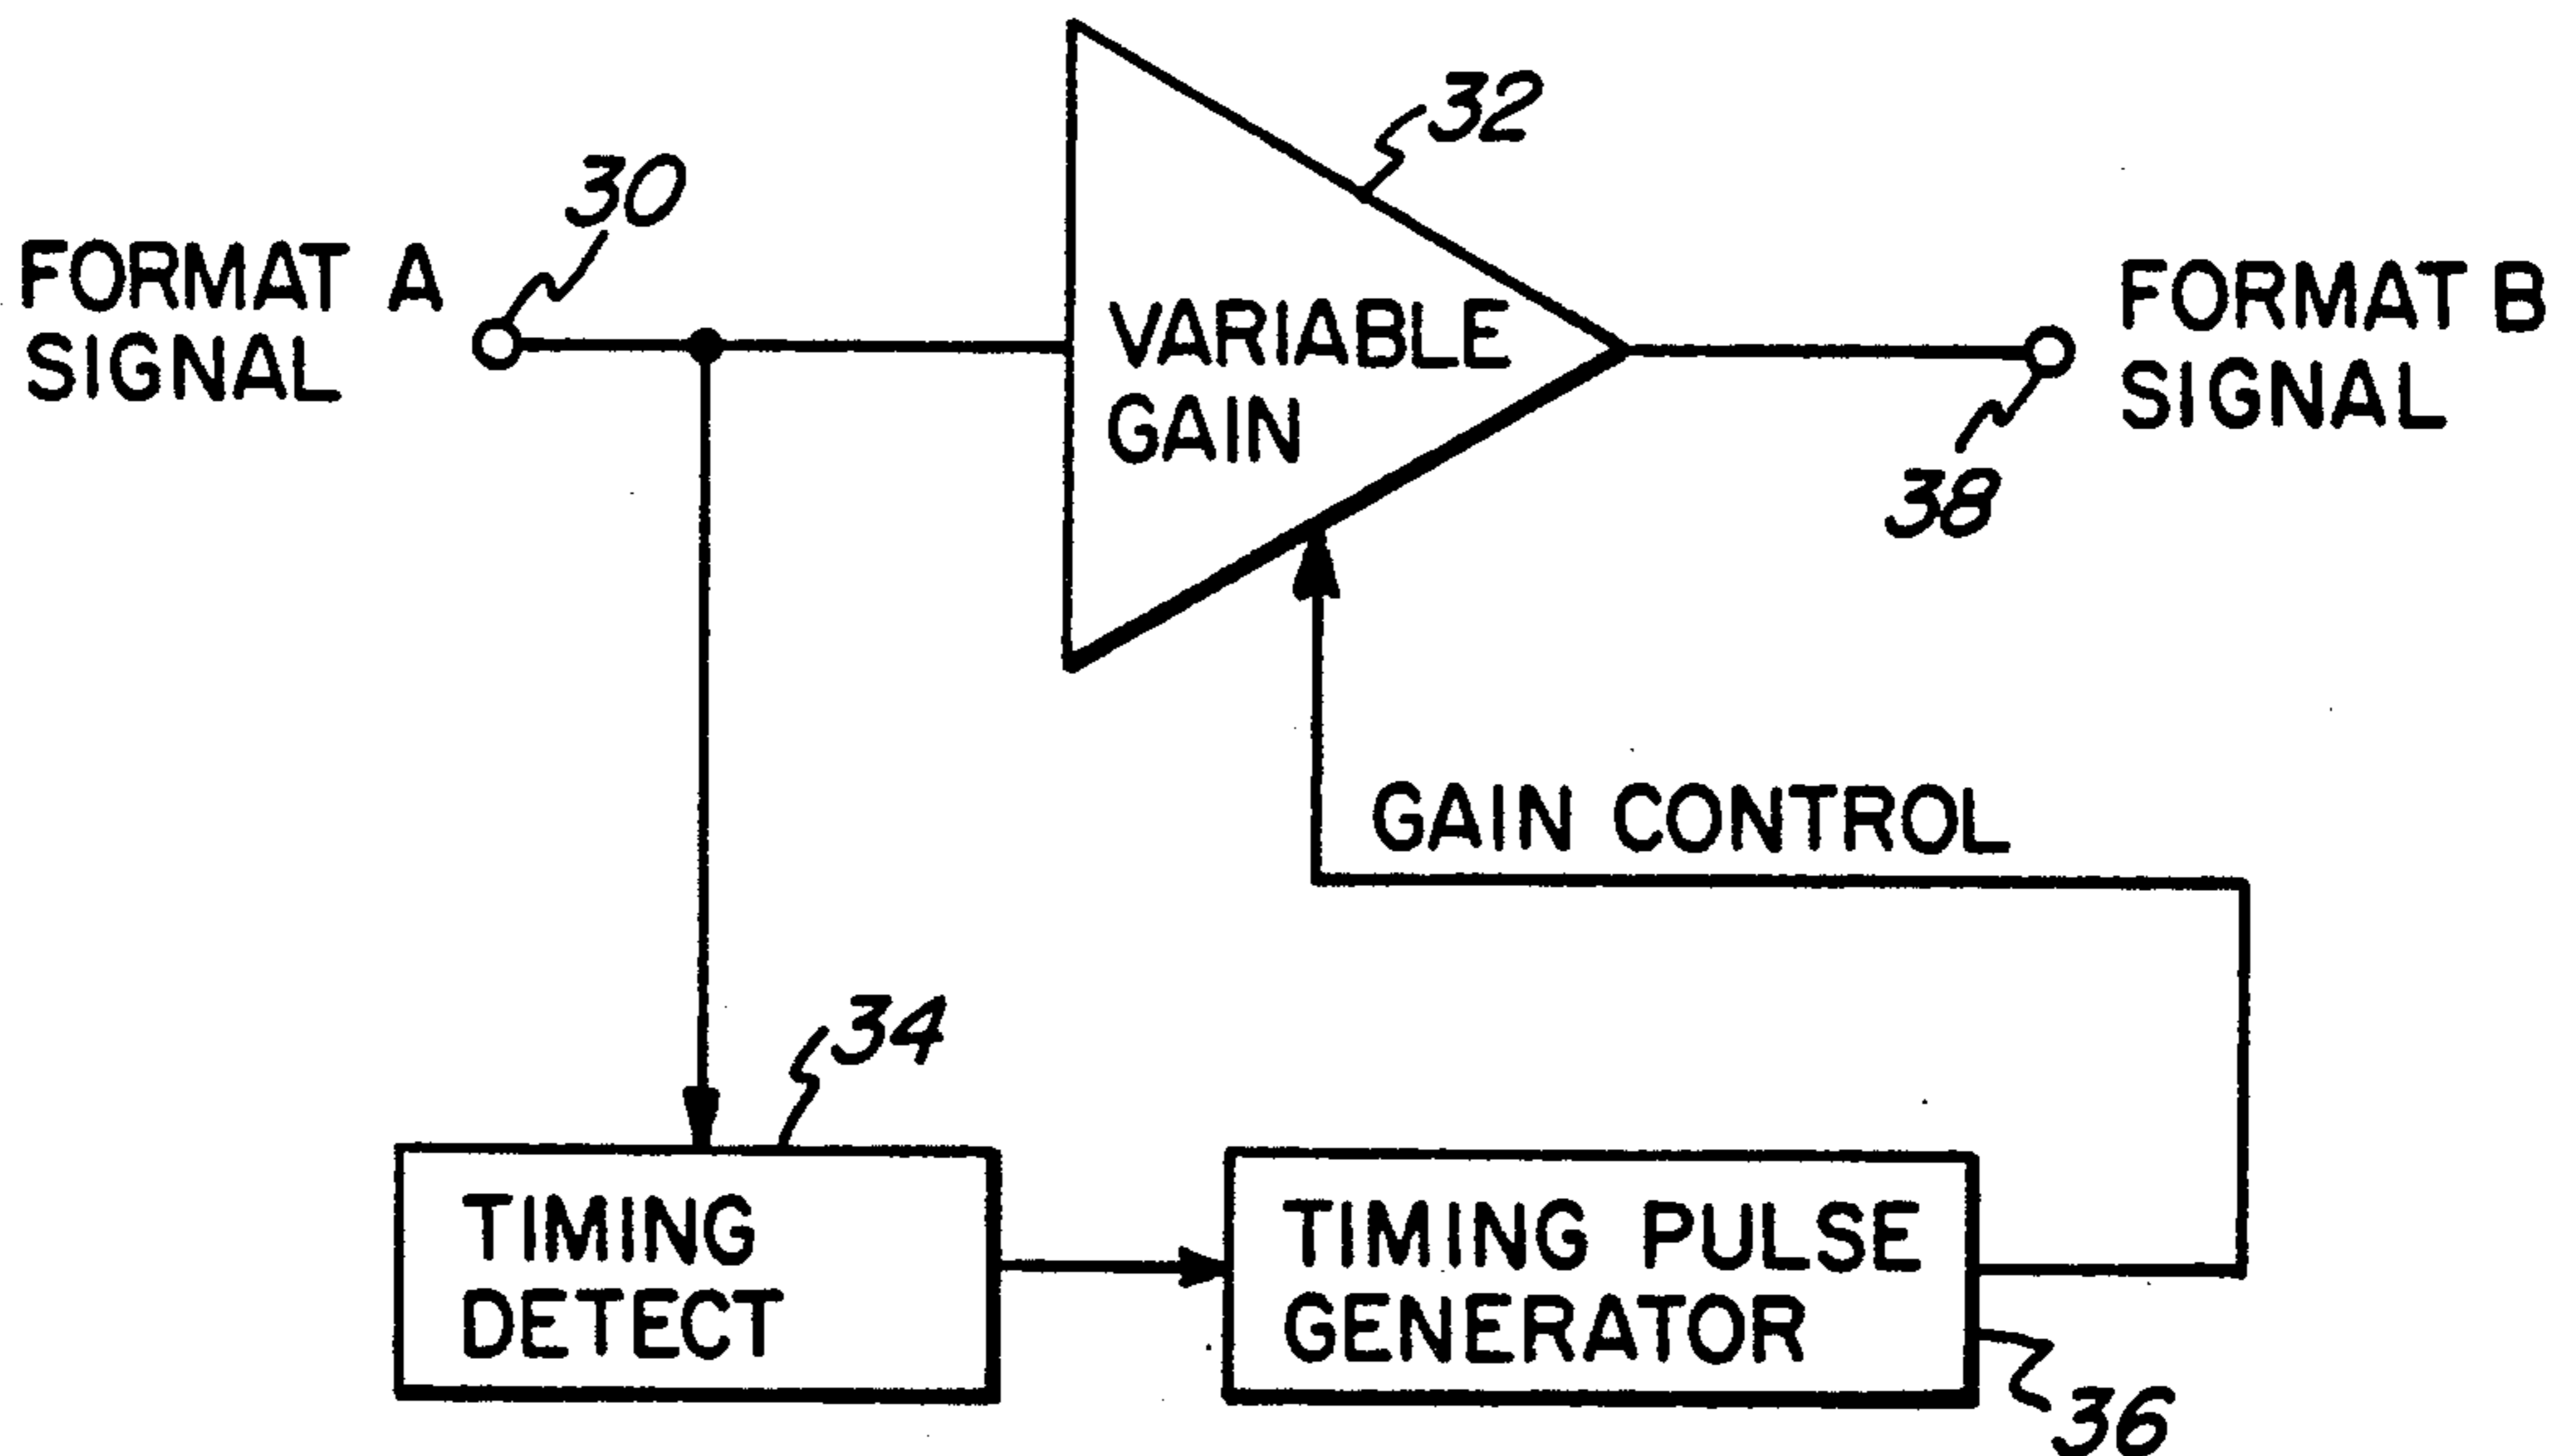 32
30
FORMAT A
SIGNAL
VARIABLE
GAIN
FORMAT B
SIGNAL
38
GAIN CONTROL
34
TIMING
DETECT
TIMING PULSE
GENERATOR
36